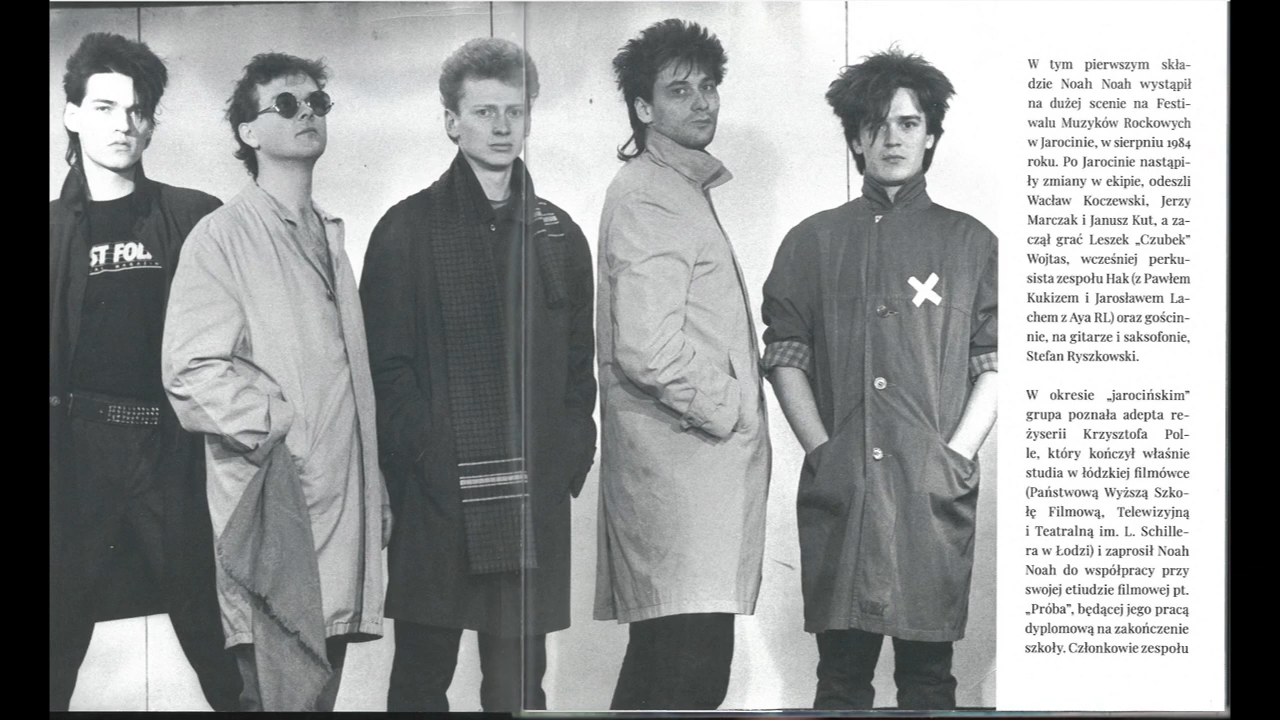 ST FOL
W tym pierwszym skła-
dzie Noah Noah wystąpił
na dużej scenie na Festi-
walu Muzyków Rockowych
w Jarocinie, w sierpniu 1984
roku. Po Jarocinie nastąpi-
ły zmiany w ekipie, odeszli
Wacław Koczewski, Jerzy
Marczak i Janusz Kut, a za-
czął grać Leszek „Czubek”
Wojtas, wcześniej perku-
sista zespołu Hak (z Pawłem
Kukizem i Jarosławem La-
chem z Aya RL) oraz gościn-
nie, na gitarze i saksofonie,
Stefan Ryszkowski.
W okresie „jarocińskim”
grupa poznała adepta re-
żyserii Krzysztofa Pol-
le, który kończył właśnie
studia w łódzkiej filmówce
(Państwową Wyższą Szko-
łę Filmową, Telewizyjną
i Teatralną im. L. Schille-
ra w Łodzi) i zaprosił Noah
Noah do współpracy przy
swojej etiudzie filmowej pt.
„Próba”, będącej jego pracą
dyplomową na zakończenie
szkoły. Członkowie zespołu